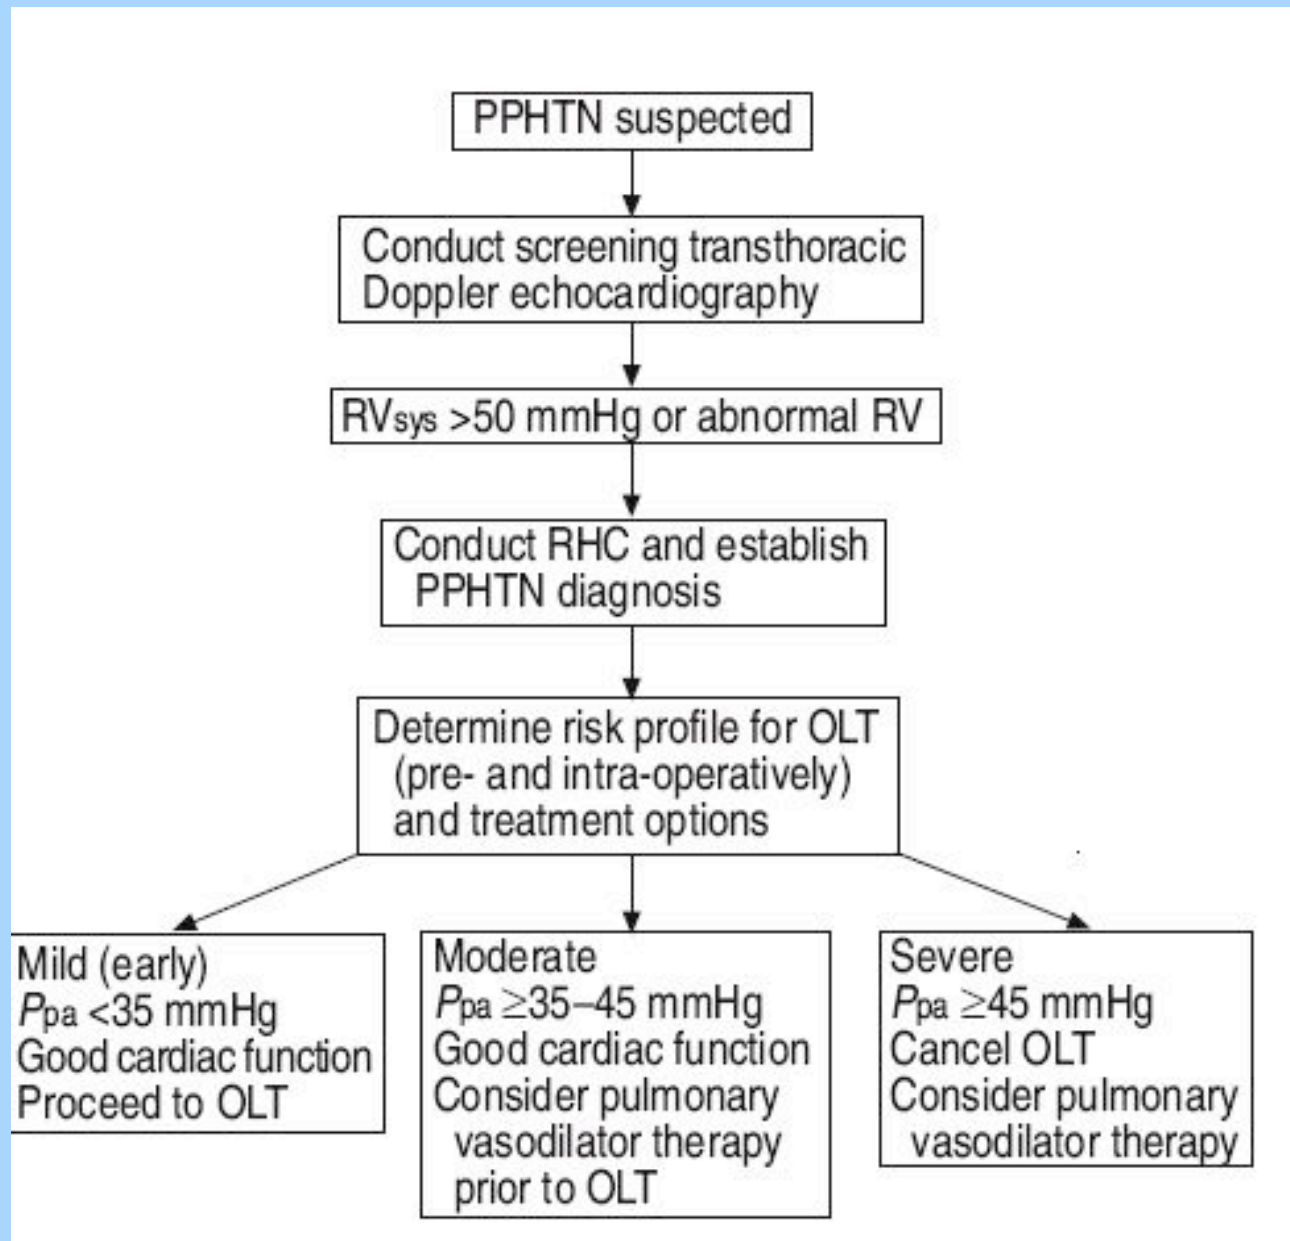 PPHTN suspected
Conduct screening transthoracic
Doppler echocardiography
RVsys >50 mmHg or abnormal RV
Conduct RHC and establish
PPHTN diagnosis
Determine risk profile for OLT
(pre- and intra-operatively)
and treatment options
Mild (early)
Ppa <35 mmHg
Good cardiac function
Proceed to OLT
Moderate
Ppa ≥35–45 mmHg
Good cardiac function
Consider pulmonary
vasodilator therapy
prior to OLT
Severe
Ppa ≥45 mmHg
Cancel OLT
Consider pulmonary
vasodilator therapy